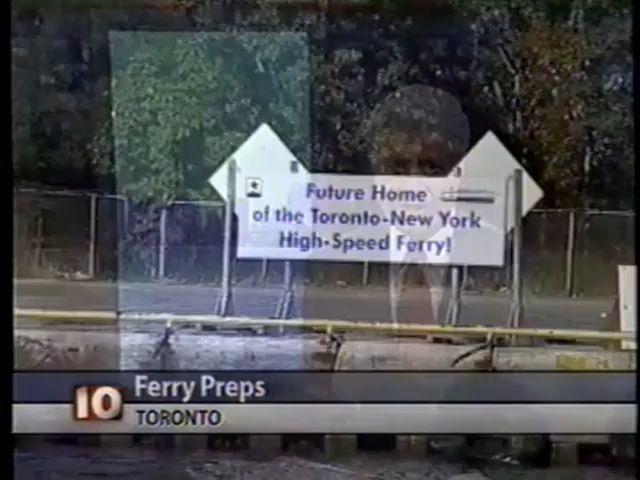 Future Home
of the Toronto-New York
High-Speed Ferry!
10
Ferry Preps
TORONTO